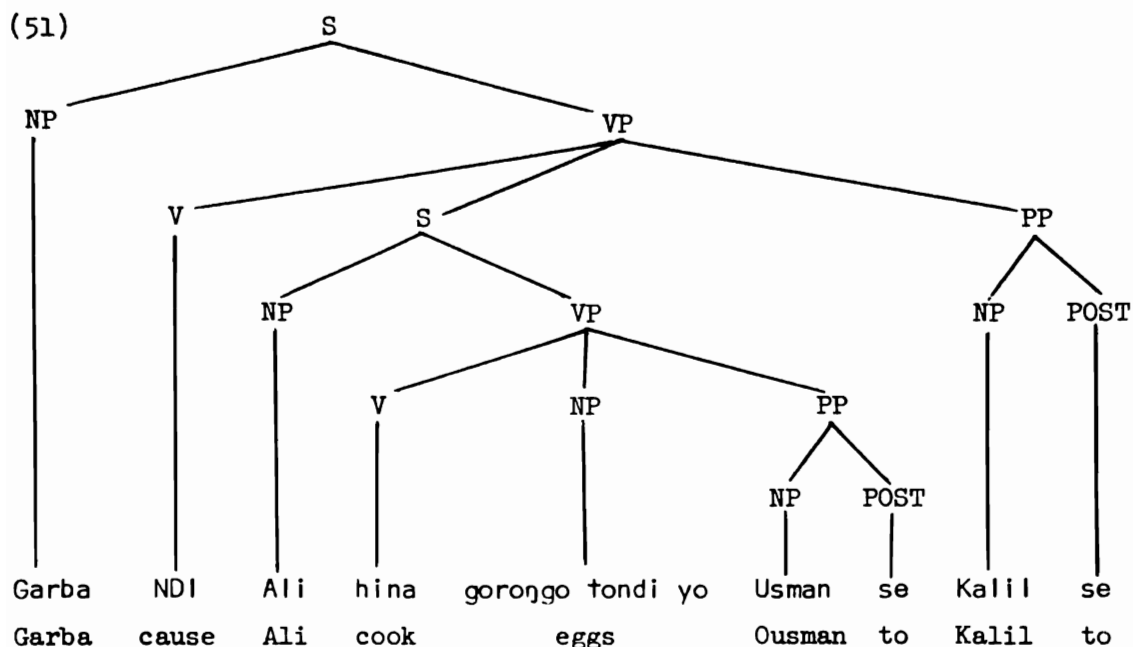 (51)
S
NP VP
V S PP
NP VP NP POST
V NP PP
NP POST
Garba NDI Ali hina goroŋgo tondi yo Usman se Kalil se
Garba cause Ali cook eggs Ousman to Kalil to